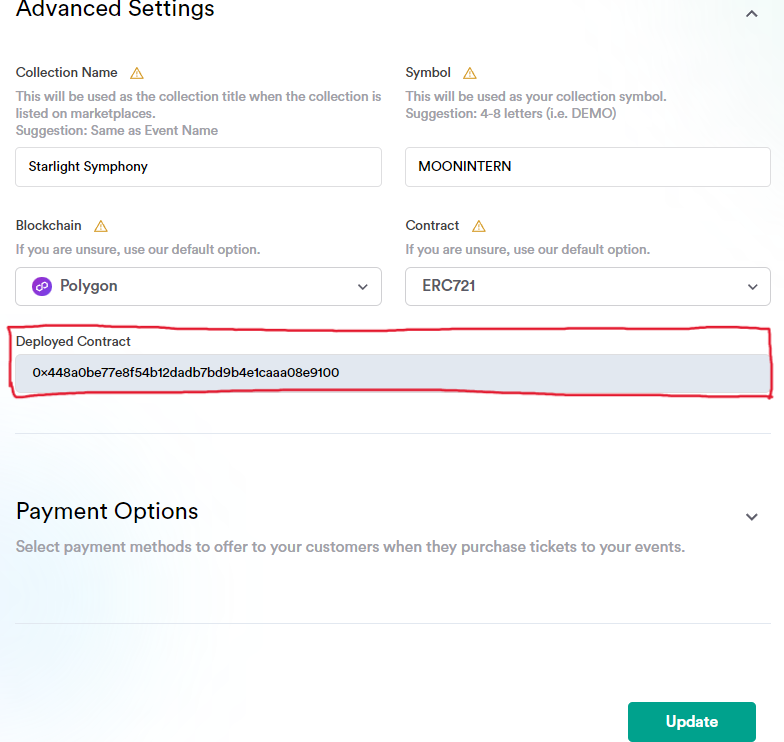 Advanced Settings
Collection Name
This will be used as the collection title when the collection is
listed on marketplaces.
Suggestion: Same as Event Name
Starlight Symphony
Symbol
This will be used as your collection symbol.
Suggestion: 4-8 letters (i.e. DEMO)
MOONINTERN
Blockchain
If you are unsure, use our default option.
Polygon
Contract
If you are unsure, use our default option.
ERC721
Deployed Contract
0x448a0be77e8f54b12dadb7bd9b4e1caaa08e9100
Payment Options
Select payment methods to offer to your customers when they purchase tickets to your events.
Update